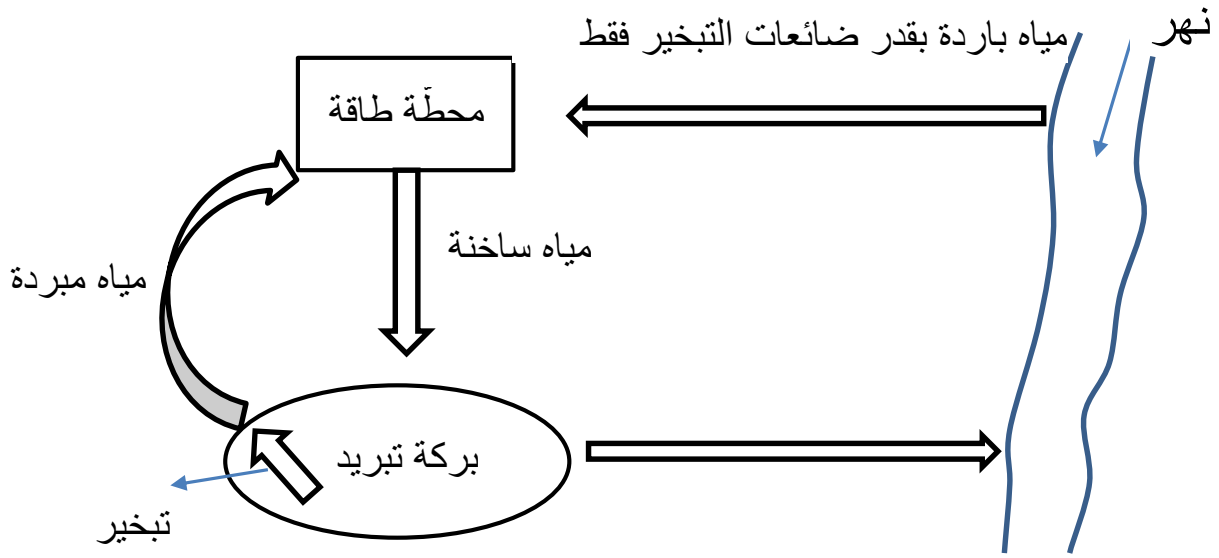 نهر
مياه باردة بقدر ضائعات التبخير فقط
محطّة طاقة
مياه ساخنة
مياه مبردة
بركة تبريد
تبخير